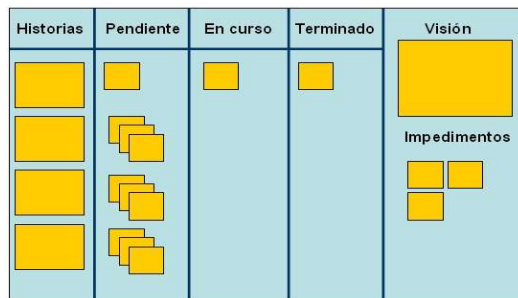 Historias
Pendiente
En curso
Terminado
Visión
Impedimentos